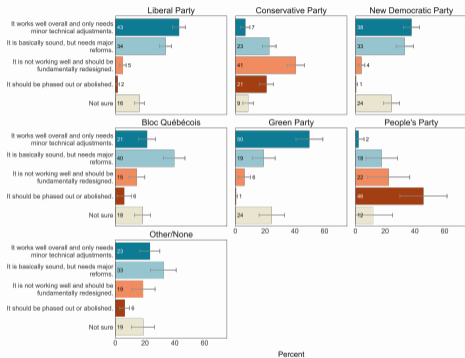 Liberal Party
Conservative Party
New Democratic Party
It works well overall and only needs
minor technical adjustments.
43
7
38
It is basically sound, but needs major
reforms.
34
23
33
It is not working well and should be
fundamentally redesigned.
5
41
4
It should be phased out or abolished.
2
21
1
Not sure
16
9
24
Bloc Québécois
Green Party
People's Party
It works well overall and only needs
minor technical adjustments.
21
50
2
It is basically sound, but needs major
reforms.
40
19
18
It is not working well and should be
fundamentally redesigned.
15
6
22
It should be phased out or abolished.
6
1
46
Not sure
18
24
12
Other/None
0
20
40
60
0
20
40
60
It works well overall and only needs
minor technical adjustments.
23
It is basically sound, but needs major
reforms.
33
It is not working well and should be
fundamentally redesigned.
19
It should be phased out or abolished.
6
Not sure
19
0
20
40
60
Percent